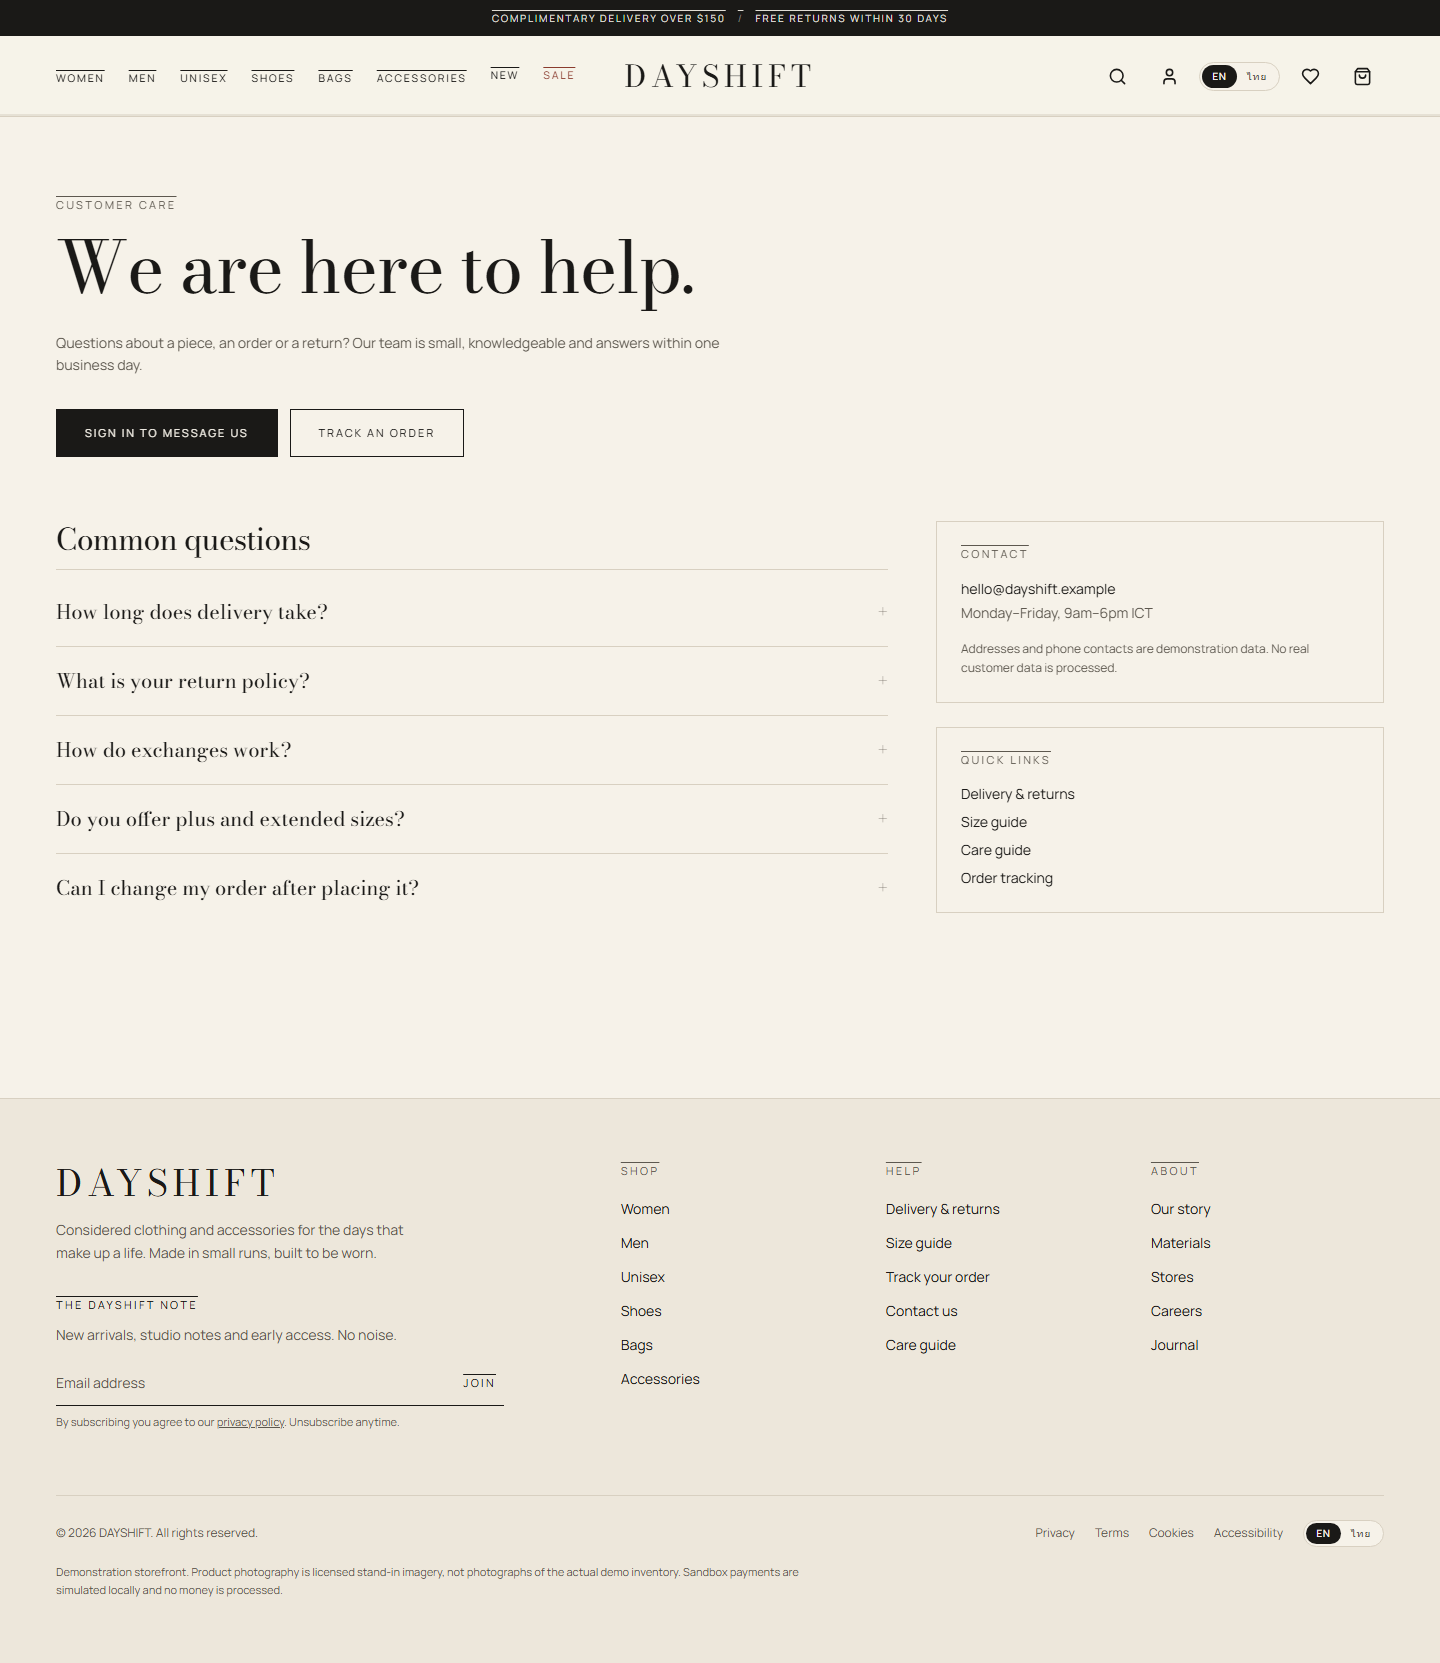 COMPLIMENTARY DELIVERY OVER $150 / FREE RETURNS WITHIN 30 DAYS
WOMEN MEN UNISEX SHOES BAGS ACCESSORIES NEW SALE DAYSHIFT EN ไทย
CUSTOMER CARE
We are here to help.
Questions about a piece, an order or a return? Our team is small, knowledgeable and answers within one
business day.
SIGN IN TO MESSAGE US TRACK AN ORDER
Common questions
How long does delivery take? +
What is your return policy? +
How do exchanges work? +
Do you offer plus and extended sizes? +
Can I change my order after placing it? +
CONTACT
hello@dayshift.example
Monday–Friday, 9am–6pm ICT
Addresses and phone contacts are demonstration data. No real
customer data is processed.
QUICK LINKS
Delivery & returns
Size guide
Care guide
Order tracking
DAYSHIFT
Considered clothing and accessories for the days that
make up a life. Made in small runs, built to be worn.
THE DAYSHIFT NOTE
New arrivals, studio notes and early access. No noise.
Email address JOIN
By subscribing you agree to our privacy policy. Unsubscribe anytime.
SHOP
Women
Men
Unisex
Shoes
Bags
Accessories
HELP
Delivery & returns
Size guide
Track your order
Contact us
Care guide
ABOUT
Our story
Materials
Stores
Careers
Journal
© 2026 DAYSHIFT. All rights reserved.
Privacy Terms Cookies Accessibility EN ไทย
Demonstration storefront. Product photography is licensed stand-in imagery, not photographs of the actual demo inventory. Sandbox payments are
simulated locally and no money is processed.